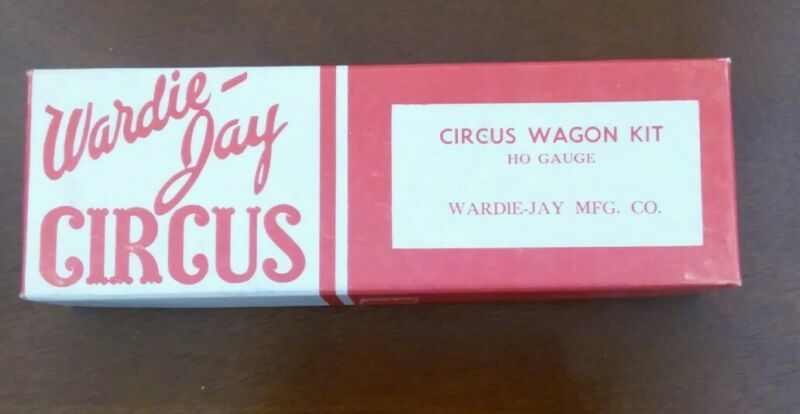 Wardie-
Jay
CIRCUS
CIRCUS WAGON KIT
HO GAUGE
WARDIE-JAY MFG. CO.